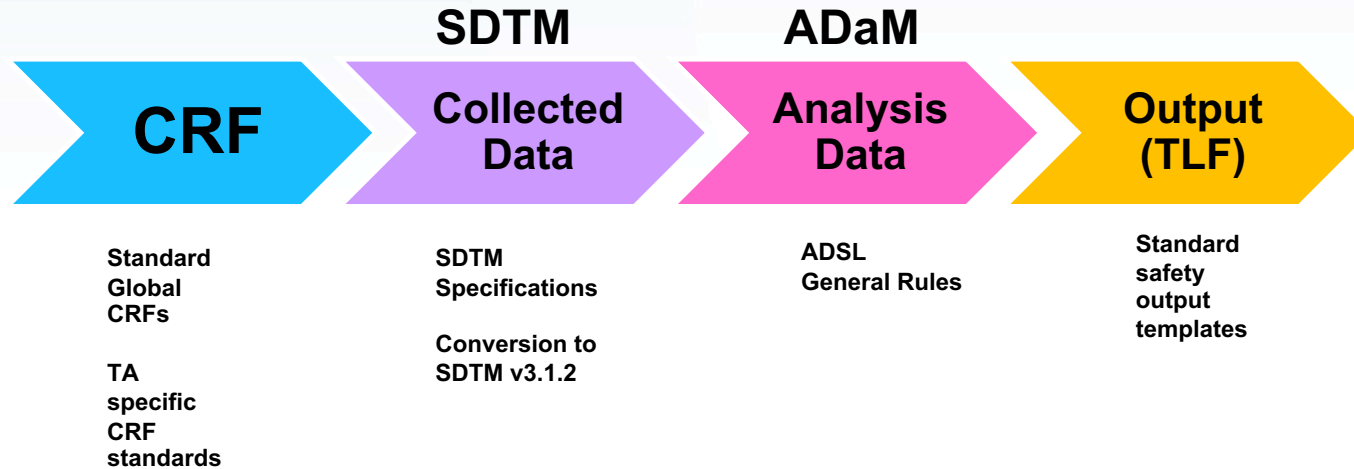 SDTM
ADaM
CRF
Collected
Data
Analysis
Data
Output
(TLF)
Standard
Global
CRFs
TA
specific
CRF
standards
SDTM
Specifications
Conversion to
SDTM v3.1.2
ADSL
General Rules
Standard
safety
output
templates